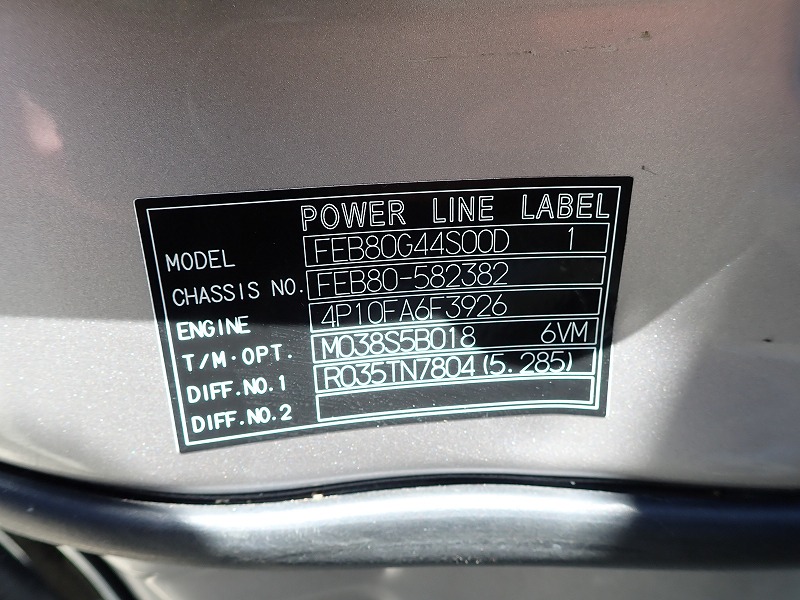 POWER LINE LABEL
MODEL FEB80G44S00D 1
CHASSIS NO. FEB80-582382
ENGINE 4P10FA6F3926
T/M·OPT. M038S5B018 6VM
DIFF.NO.1 R035TN7804(5.285)
DIFF.NO.2